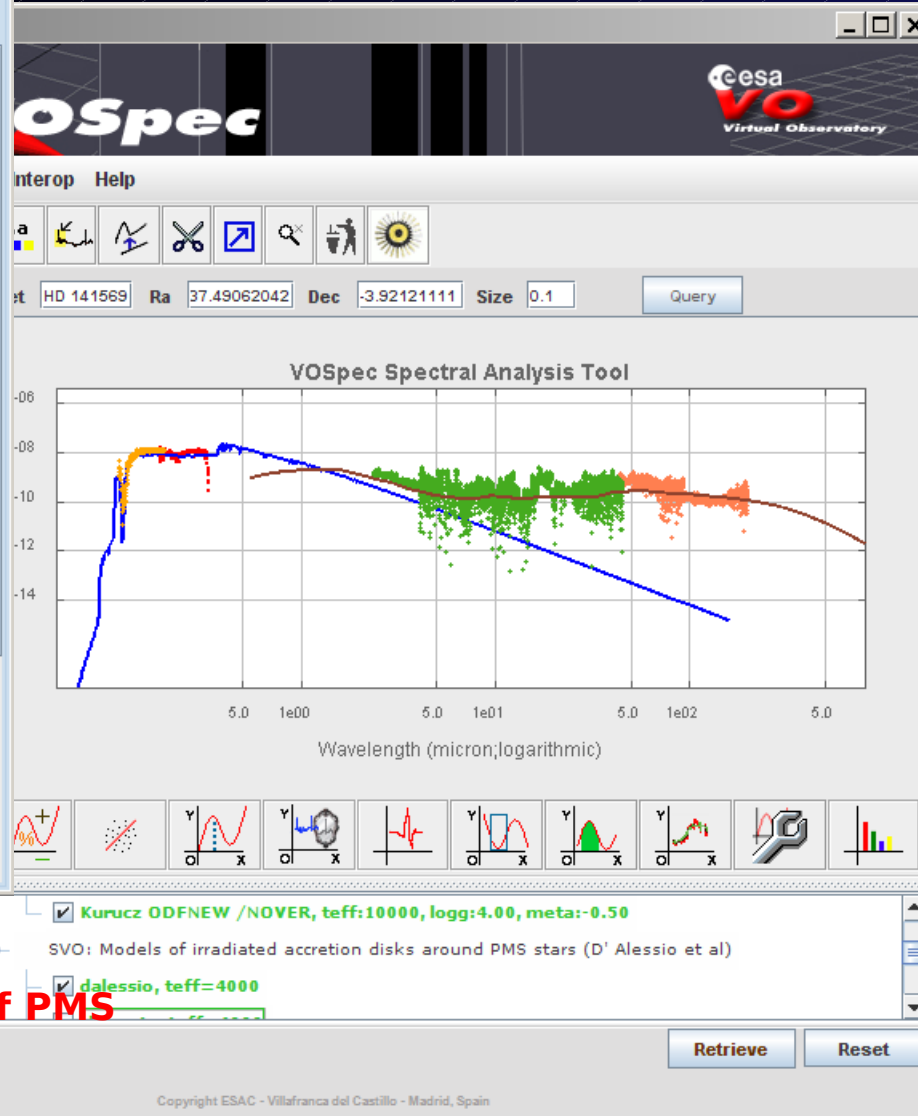 OSpec
esa
VO
Virtual Observatory
Interop Help
et HD 141569 Ra 37.49062042 Dec -3.92121111 Size 0.1 Query
VOSpec Spectral Analysis Tool
-06
-08
-10
-12
-14
5.0 1e00 5.0 1e01 5.0 1e02 5.0
Wavelength (micron;logarithmic)
Kurucz ODFNEW /NOVER, teff:10000, logg:4.00, meta:-0.50
SVO: Models of irradiated accretion disks around PMS stars (D' Alessio et al)
dalessio, teff=4000
f PMS
Retrieve Reset
Copyright ESAC - Villafranca del Castillo - Madrid, Spain